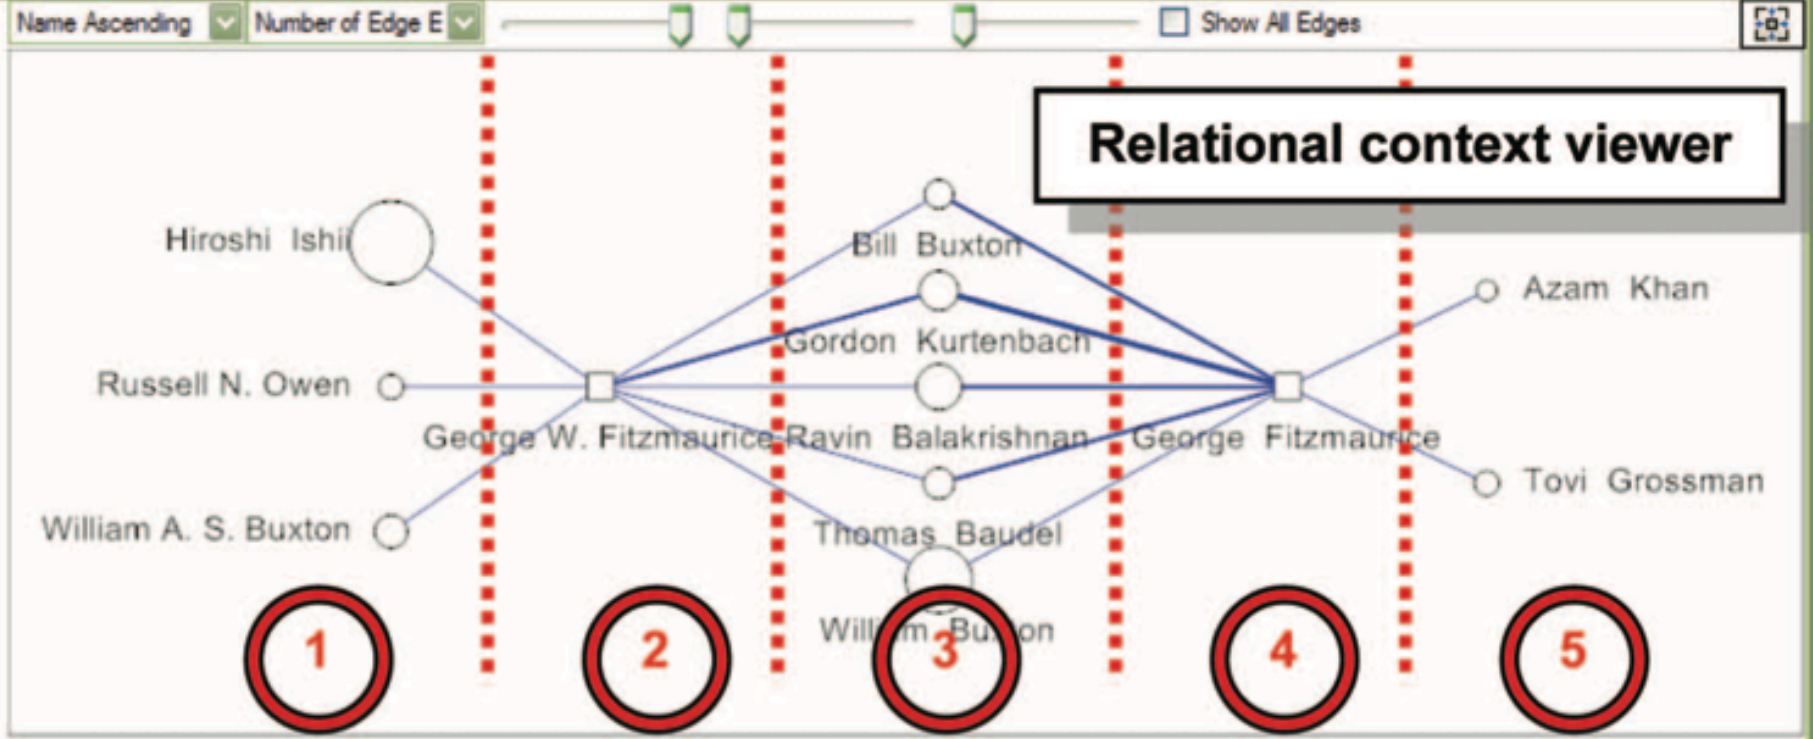 Name Ascending
Number of Edge E
Show All Edges
Relational context viewer
Hiroshi Ishii
Russell N. Owen
William A. S. Buxton
George W. Fitzmaurice
Bill Buxton
Gordon Kurtenbach
Ravin Balakrishnan
Thomas Baudel
William Buxton
George Fitzmaurice
Azam Khan
Tovi Grossman
1
2
3
4
5